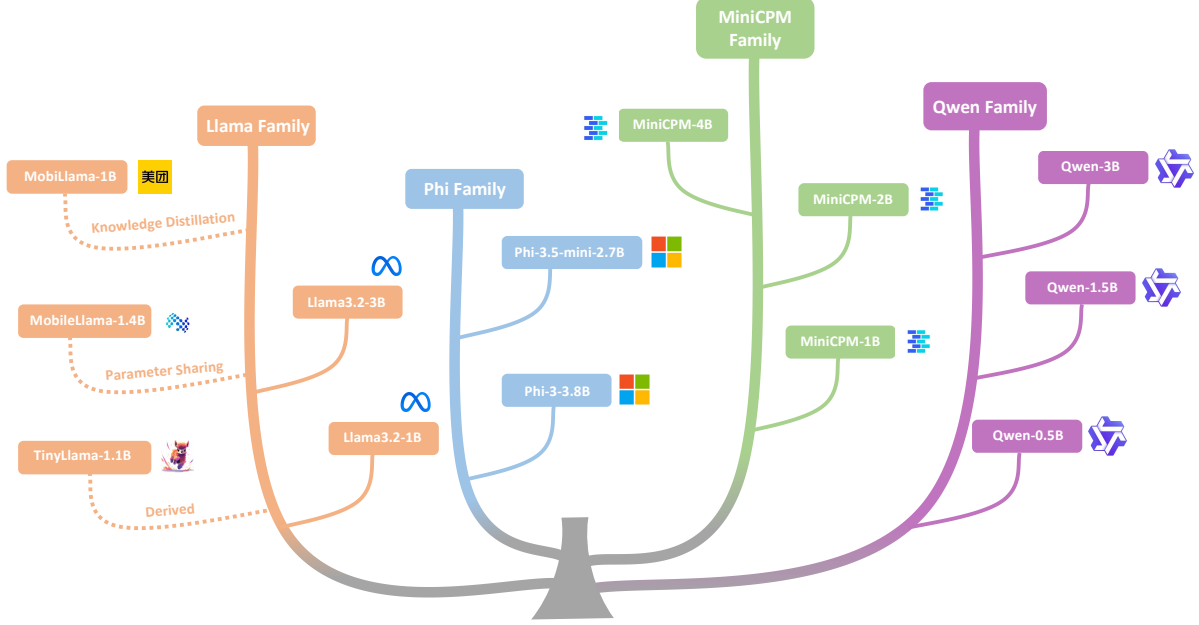 MiniCPM
Family
Llama Family
Qwen Family
Phi Family
MobiLlama-1B
美团
Knowledge Distillation
Llama3.2-3B
MobileLlama-1.4B
Parameter Sharing
Llama3.2-1B
TinyLlama-1.1B
Derived
Phi-3.5-mini-2.7B
Phi-3-3.8B
MiniCPM-4B
MiniCPM-2B
MiniCPM-1B
Qwen-3B
Qwen-1.5B
Qwen-0.5B